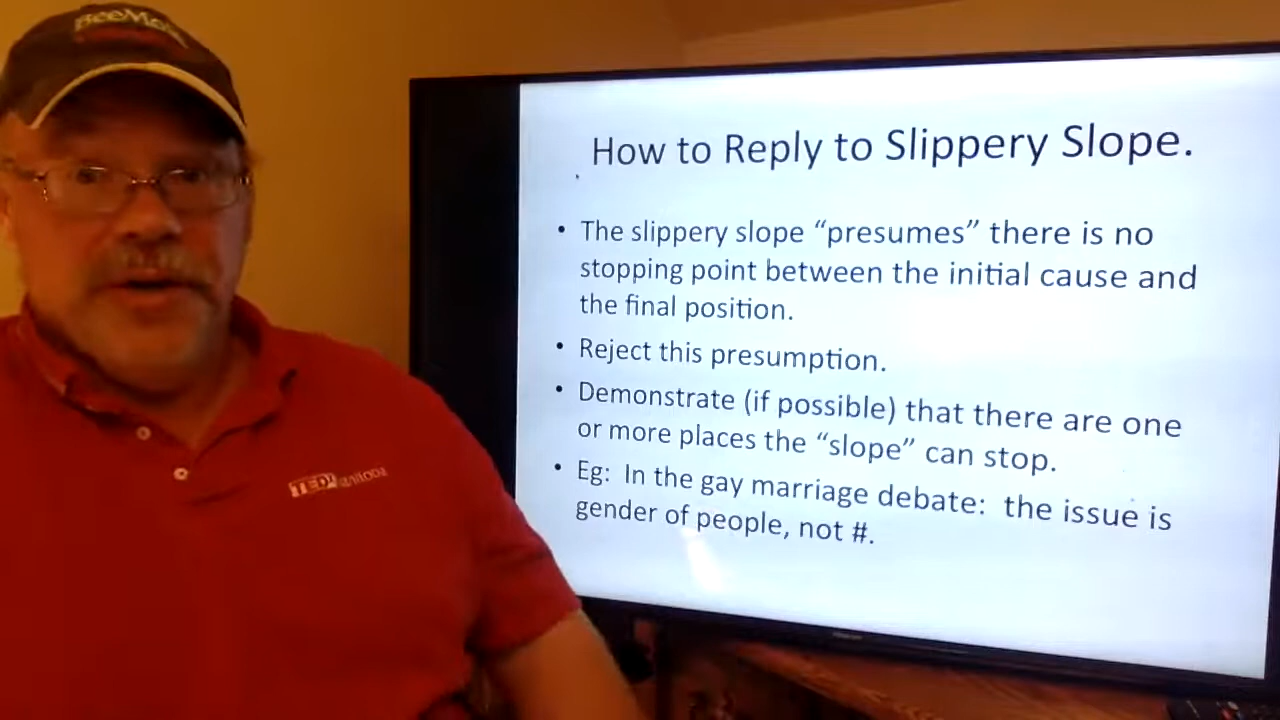 How to Reply to Slippery Slope.
• The slippery slope “presumes” there is no
stopping point between the initial cause and
the final position.
• Reject this presumption.
• Demonstrate (if possible) that there are one
or more places the “slope” can stop.
• Eg: In the gay marriage debate: the issue is
gender of people, not #.